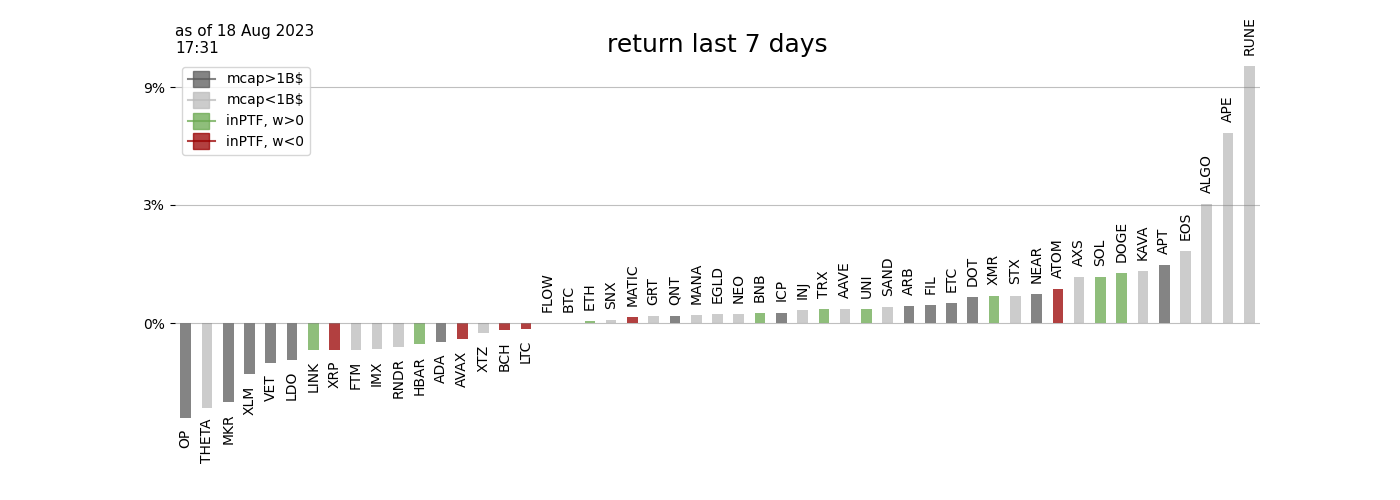 as of 18 Aug 2023
17:31
return last 7 days
mcap>1B$
mcap<1B$
inPTF, w>0
inPTF, w<0
9%
3%
0%
OP
THETA
MKR
XLM
VET
LDO
LINK
XRP
FTM
IMX
RNDR
HBAR
ADA
AVAX
XTZ
BCH
LTC
FLOW
BTC
ETH
SNX
MATIC
GRT
QNT
MANA
EGLD
NEO
BNB
ICP
INJ
TRX
AAVE
UNI
SAND
ARB
FIL
ETC
DOT
XMR
STX
NEAR
ATOM
AXS
SOL
DOGE
KAVA
APT
EOS
ALGO
APE
RUNE